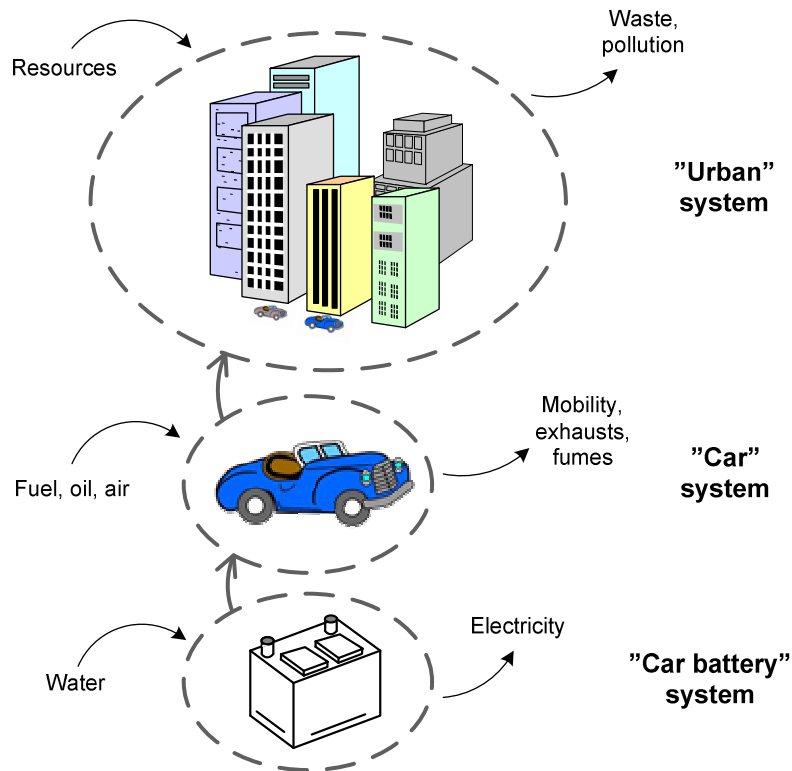 Waste,
pollution
Resources
”Urban”
system
Mobility,
exhausts,
fumes
”Car”
system
Fuel, oil, air
Electricity
”Car battery”
system
Water